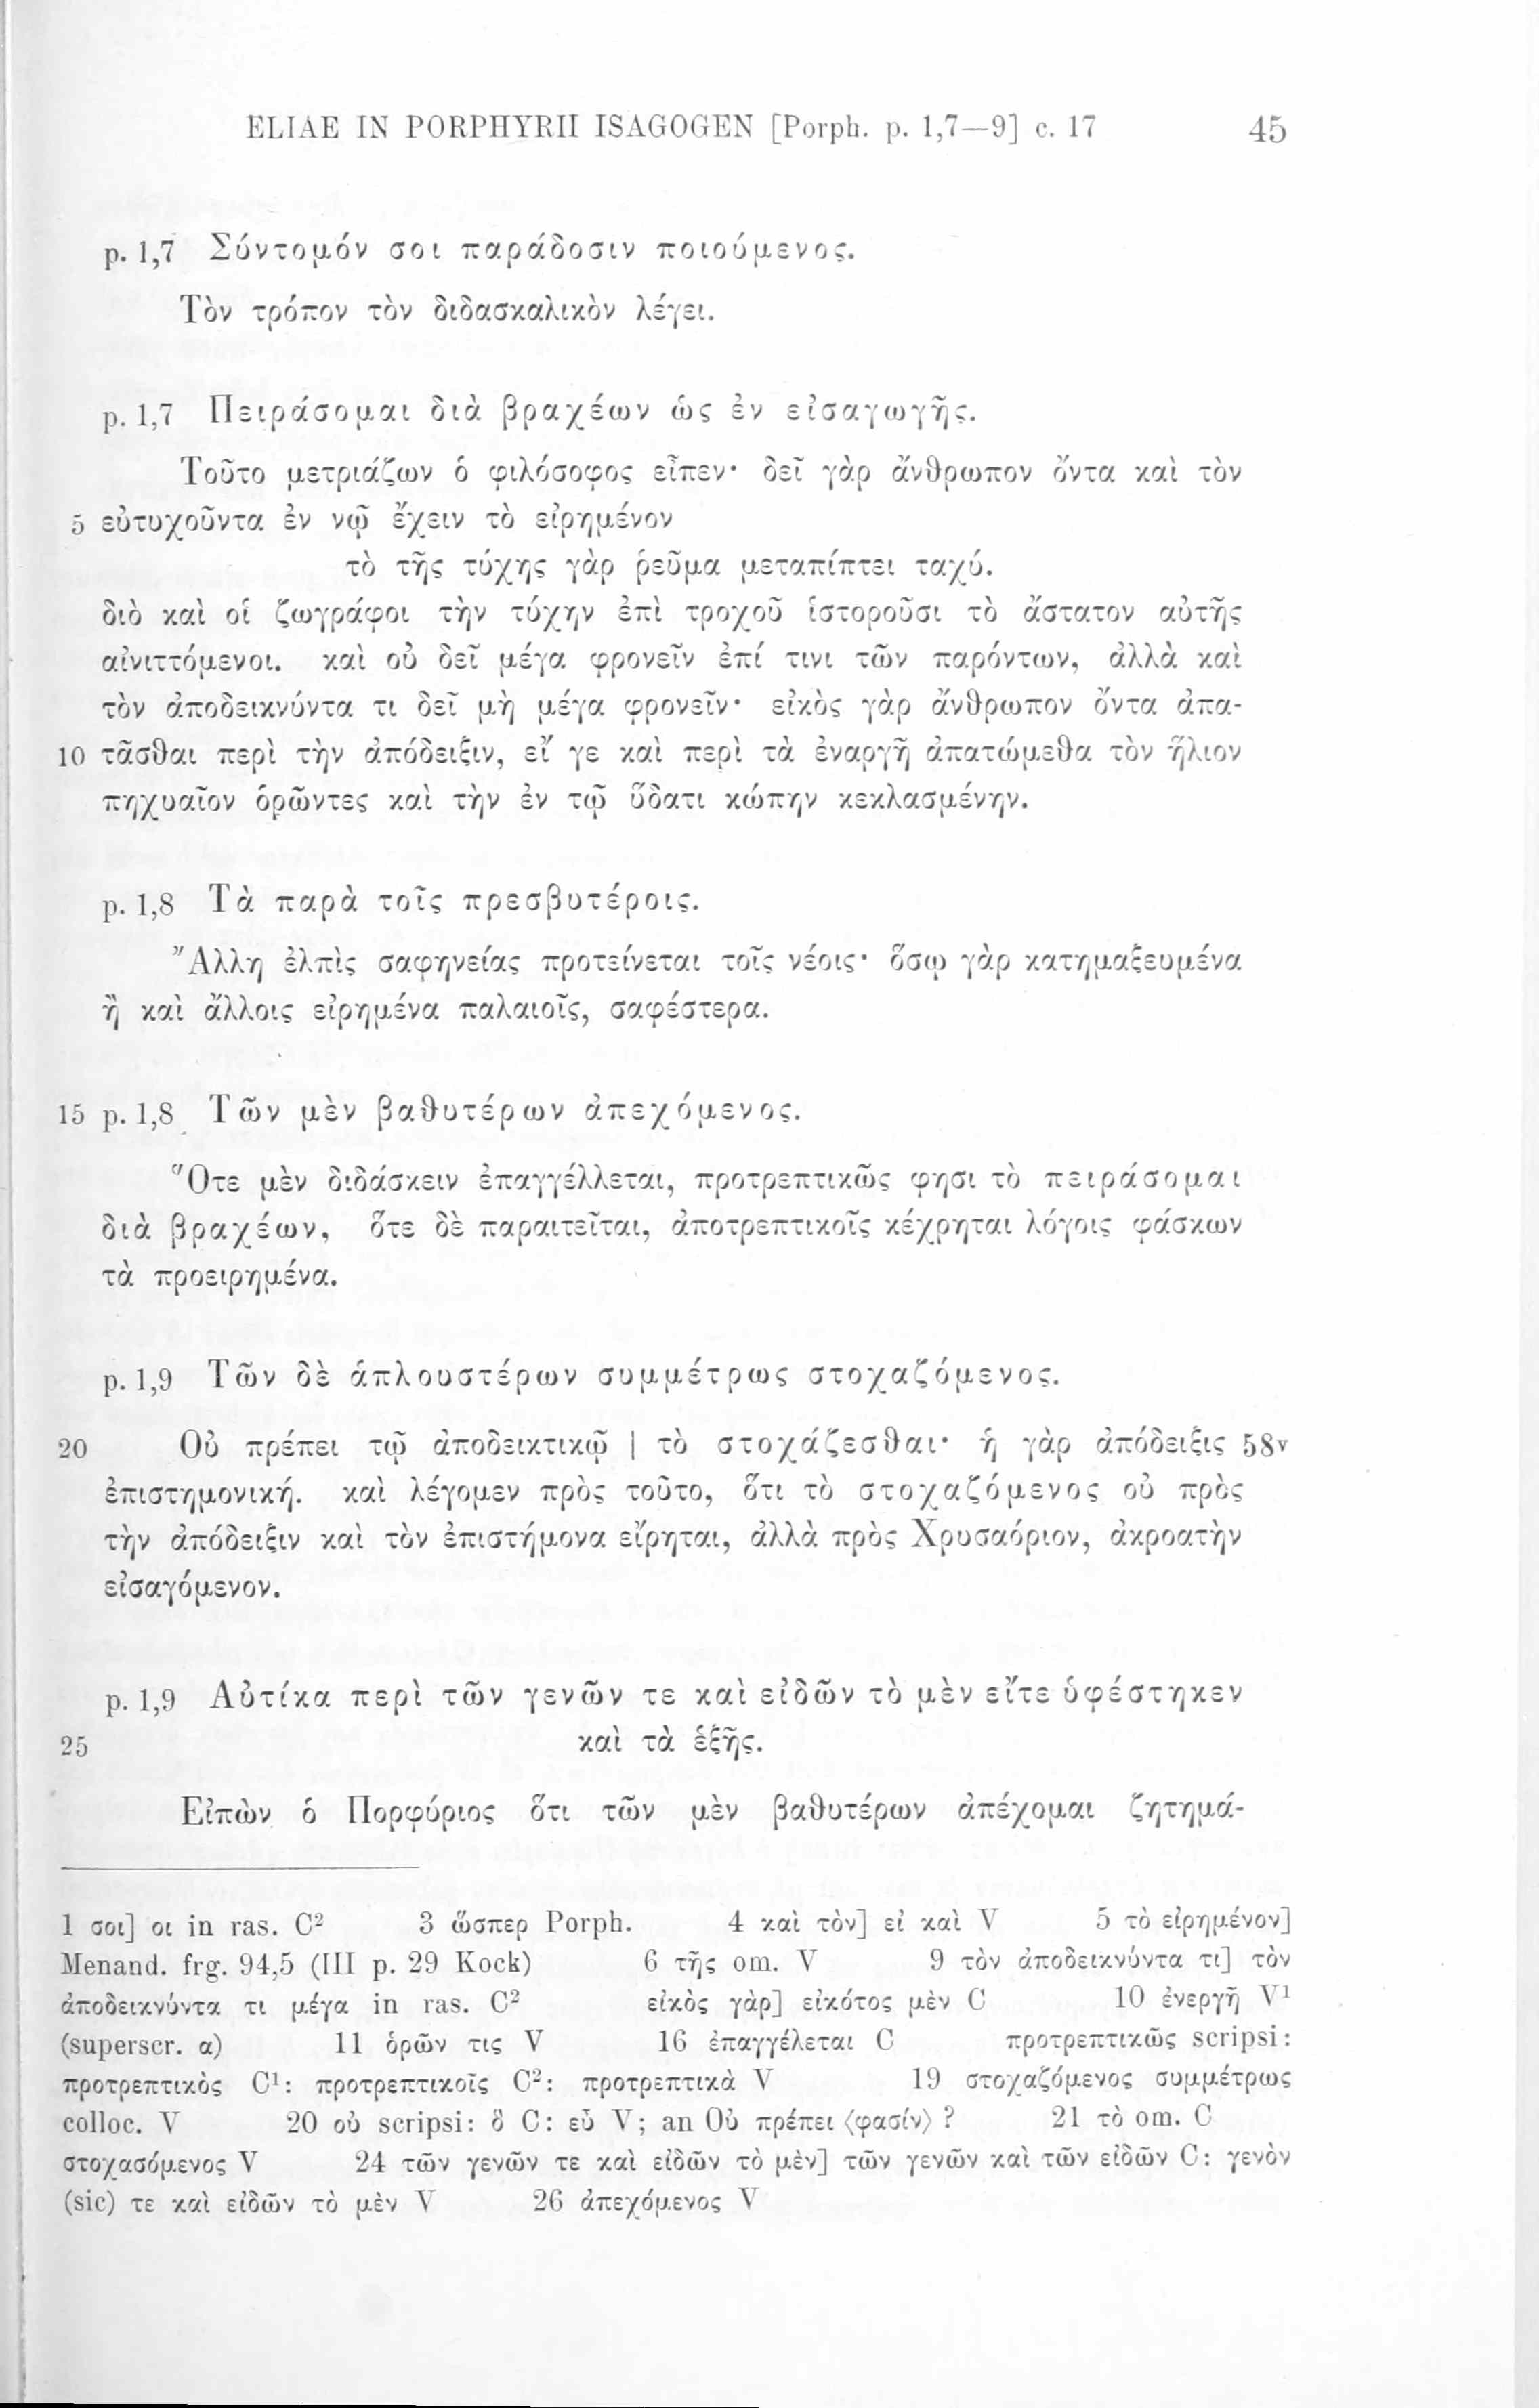 ELIAE IN PORPHYRII ISAGOGEN [Porph. p. 1,7—9] c. 17 45
p. 1,7 Σύντομόν σοι παράδοσιν ποιούμενος.
Τὸν τρόπον τὸν διδασκαλικὸν λέγει.
p. 1,7 Πειράσομαι διὰ βραχέων ὡς ἐν εἰσαγωγῆς.
Τοῦτο μετριάζων ὁ φιλόσοφος εἶπεν· δεῖ γὰρ ἄνθρωπον ὄντα καὶ τὸν
5 εὐτυχοῦντα ἐν νῷ ἔχειν τὸ εἰρημένον
τὸ τῆς τύχης γὰρ ῥεῦμα μεταπίπτει ταχύ.
διὸ καὶ οἱ ζωγράφοι τὴν τύχην ἐπὶ τροχοῦ ἱστοροῦσι τὸ ἄστατον αὐτῆς
αἰνιττόμενοι. καὶ οὐ δεῖ μέγα φρονεῖν ἐπί τινι τῶν παρόντων, ἀλλὰ καὶ
τὸν ἀποδεικνύντα τι δεῖ μὴ μέγα φρονεῖν· εἰκὸς γὰρ ἄνθρωπον ὄντα ἀπα-
10 τᾶσθαι περὶ τὴν ἀπόδειξιν, εἴ γε καὶ περὶ τὰ ἐναργῆ ἀπατώμεθα τὸν ἥλιον
πηχυαῖον ὁρῶντες καὶ τὴν ἐν τῷ ὕδατι κώπην κεκλασμένην.
p. 1,8 Τὰ παρὰ τοῖς πρεσβυτέροις.
Ἄλλη ἐλπὶς σαφηνείας προτείνεται τοῖς νέοις· ὅσῳ γὰρ κατημαξευμένα
ἢ καὶ ἄλλοις εἰρημένα παλαιοῖς, σαφέστερα.
15 p. 1,8 Τῶν μὲν βαθυτέρων ἀπεχόμενος.
Ὅτε μὲν διδάσκειν ἐπαγγέλλεται, προτρεπτικῶς φησι τὸ πειράσομαι
διὰ βραχέων, ὅτε δὲ παραιτεῖται, ἀποτρεπτικοῖς κέχρηται λόγοις φάσκων
τὰ προειρημένα.
p. 1,9 Τῶν δὲ ἁπλουστέρων συμμέτρως στοχαζόμενος.
20 Οὐ πρέπει τῷ ἀποδεικτικῷ | τὸ στοχάζεσθαι· ἡ γὰρ ἀπόδειξις 58v
ἐπιστημονική. καὶ λέγομεν πρὸς τοῦτο, ὅτι τὸ στοχαζόμενος οὐ πρὸς
τὴν ἀπόδειξιν καὶ τὸν ἐπιστήμονα εἴρηται, ἀλλὰ πρὸς Χρυσαόριον, ἀκροατὴν
εἰσαγόμενον.
p. 1,9 Αὐτίκα περὶ τῶν γενῶν τε καὶ εἰδῶν τὸ μὲν εἴτε ὑφέστηκεν
25 καὶ τὰ ἑξῆς.
Εἰπὼν ὁ Πορφύριος ὅτι τῶν μὲν βαθυτέρων ἀπέχομαι ζητημά-
1 σοι] οι in ras. C² 3 ὥσπερ Porph. 4 καὶ τὸν] εἰ καὶ V 5 τὸ εἰρημένον]
Menand. frg. 94,5 (III p. 29 Kock) 6 τῆς om. V 9 τὸν ἀποδεικνύντα τι] τὸν
ἀποδεικνύντα τι μέγα in ras. C² εἰκὸς γὰρ] εἰκότος μὲν C 10 ἐνεργῆ V¹
(superscr. α) 11 ὁρῶν τις V 16 ἐπαγγέλεται C προτρεπτικῶς scripsi:
προτρεπτικὸς C¹: προτρεπτικοῖς C²: προτρεπτικὰ V 19 στοχαζόμενος συμμέτρως
colloc. V 20 οὐ scripsi: ὃ C: εὖ V; an Οὐ πρέπει ⟨φασίν⟩? 21 τὸ om. C
στοχασόμενος V 24 τῶν γενῶν τε καὶ εἰδῶν τὸ μὲν] τῶν γενῶν καὶ τῶν εἰδῶν C: γενὸν
(sic) τε καὶ εἰδῶν τὸ μὲν V 26 ἀπεχόμενος V